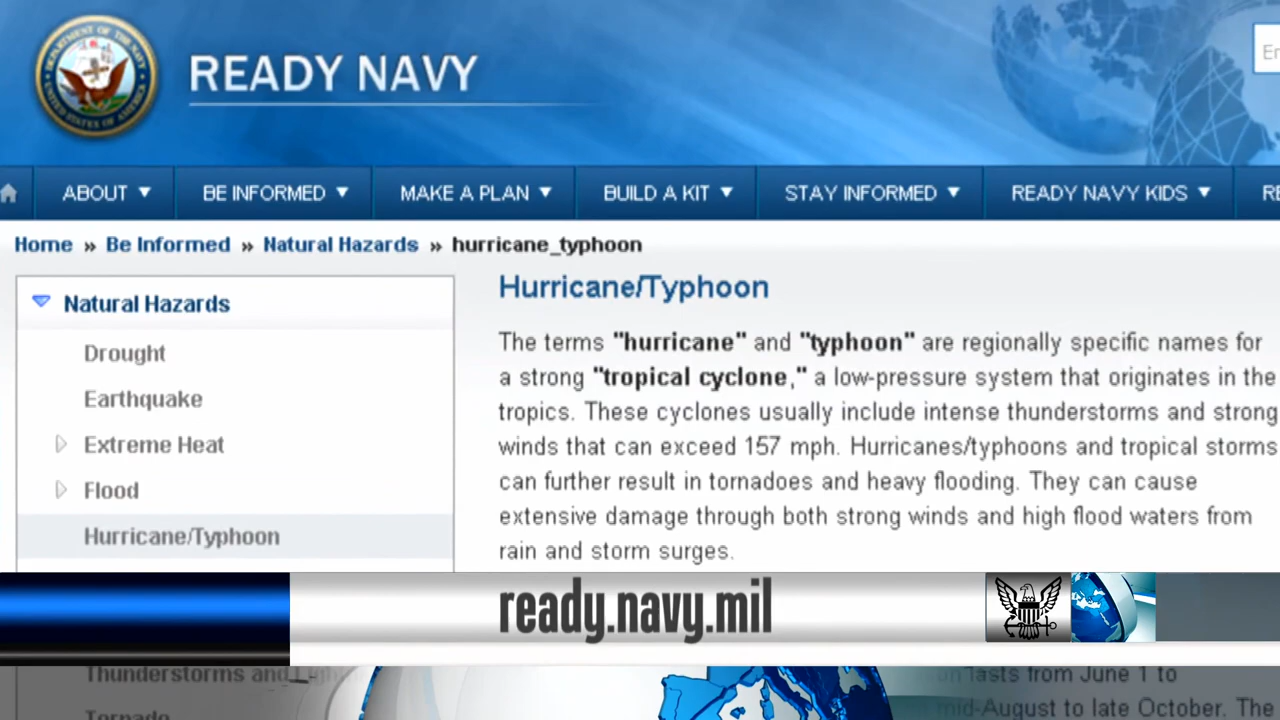 READY NAVY
En
ABOUT
BE INFORMED
MAKE A PLAN
BUILD A KIT
STAY INFORMED
READY NAVY KIDS
Home » Be Informed » Natural Hazards » hurricane_typhoon
Natural Hazards
Drought
Earthquake
Extreme Heat
Flood
Hurricane/Typhoon
Hurricane/Typhoon
The terms "hurricane" and "typhoon" are regionally specific names for
a strong "tropical cyclone," a low-pressure system that originates in the
tropics. These cyclones usually include intense thunderstorms and strong
winds that can exceed 157 mph. Hurricanes/typhoons and tropical storms
can further result in tornadoes and heavy flooding. They can cause
extensive damage through both strong winds and high flood waters from
rain and storm surges.
ready.navy.mil
Thunderstorms and
lasts from June 1 to
Tornado
mid-August to late October. The